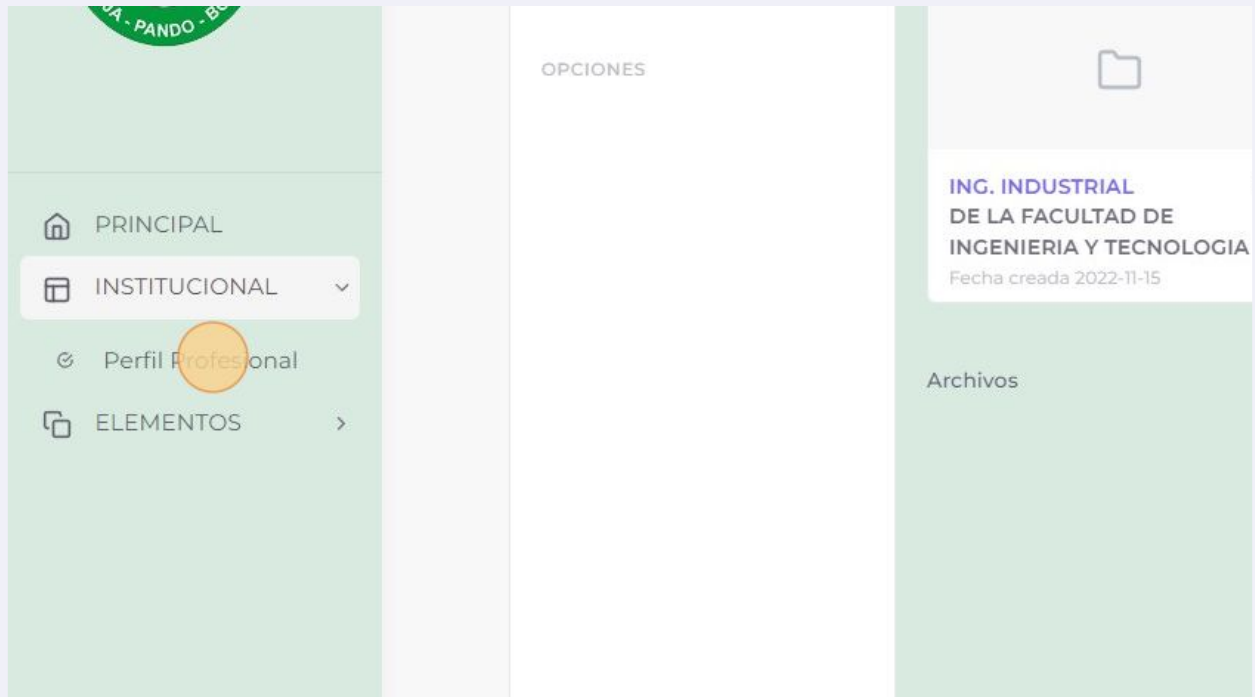 PANDO
OPCIONES
PRINCIPAL
INSTITUCIONAL
Perfil Profesional
ELEMENTOS
ING. INDUSTRIAL
DE LA FACULTAD DE
INGENIERIA Y TECNOLOGIA
Fecha creada 2022-11-15
Archivos